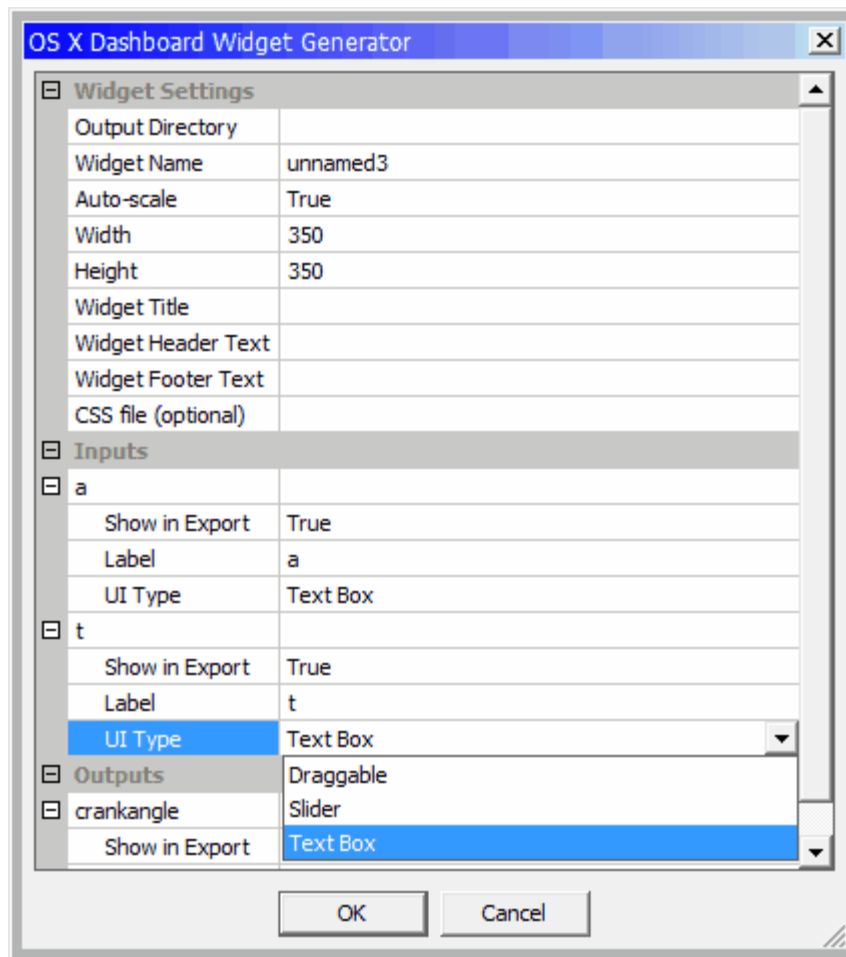 OS X Dashboard Widget Generator
Widget Settings
Output Directory
Widget Name unnamed3
Auto-scale True
Width 350
Height 350
Widget Title
Widget Header Text
Widget Footer Text
CSS file (optional)
Inputs
a
Show in Export True
Label a
UI Type Text Box
t
Show in Export True
Label t
UI Type Text Box
Outputs Draggable
crankangle Slider
Show in Export Text Box
OK Cancel